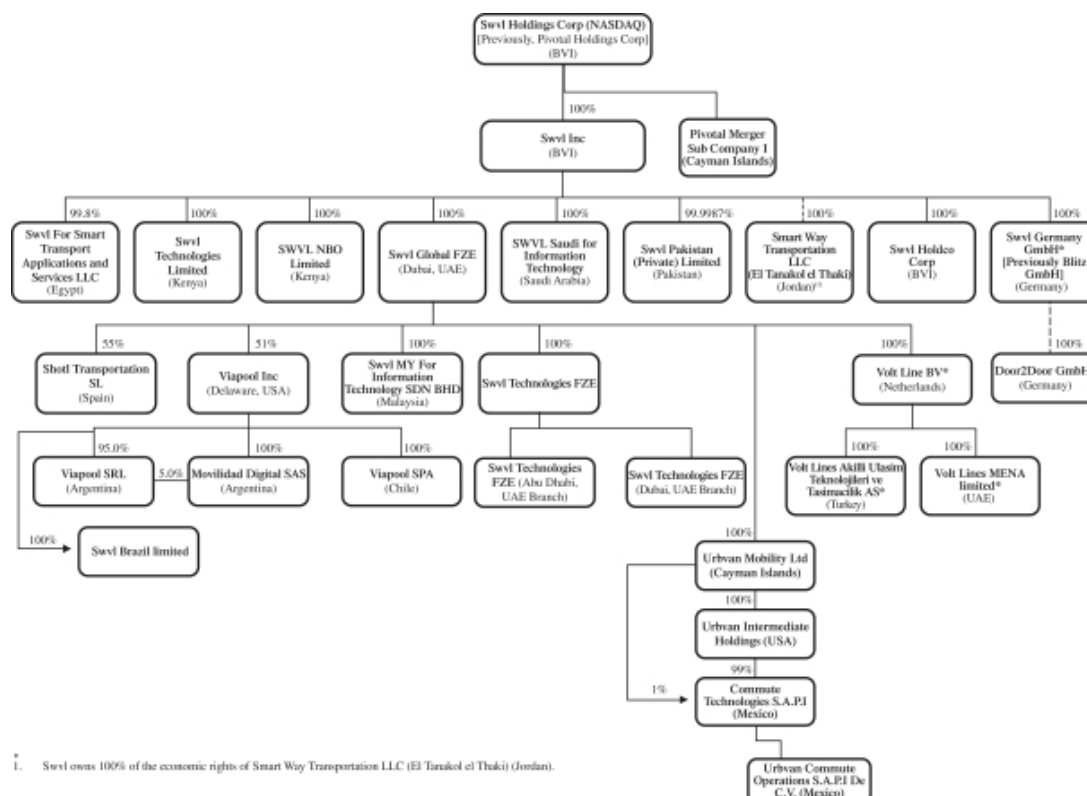 Swvl Holdings Corp (NASDAQ)
[Previously, Pivotal Holdings Corp]
(BVI)
100%
Swvl Inc
(BVI)
Pivotal Merger
Sub Company I
(Cayman Islands)
99.8%
100%
100%
100%
100%
99.9987%
100%
100%
100%
Swvl For Smart
Transport
Applications and
Services LLC
(Egypt)
Swvl
Technologies
Limited
(Kenya)
SWVL NBO
Limited
(Kenya)
Swvl Global FZE
(Dubai, UAE)
SWVL Saudi for
Information
Technology
(Saudi Arabia)
Swvl Pakistan
(Private) Limited
(Pakistan)
Smart Way
Transportation
LLC
(El Tanakol el Thaki)
(Jordan)(1)
Swvl Holdco
Corp
(BVI)
Swvl Germany
GmbH*
[Previously Blitz
GmbH]
(Germany)
55%
51%
100%
100%
100%
100%
Shotl Transportation
SL
(Spain)
Viapool Inc
(Delaware, USA)
Swvl MY For
Information
Technology SDN BHD
(Malaysia)
Swvl Technologies FZE
Volt Line BV*
(Netherlands)
Door2Door GmbH
(Germany)
95.0%
100%
100%
100%
100%
Viapool SRL
(Argentina)
5.0%
Movilidad Digital SAS
(Argentina)
Viapool SPA
(Chile)
Swvl Technologies
FZE (Abu Dhabi,
UAE Branch)
Swvl Technologies FZE
(Dubai, UAE Branch)
Volt Lines Akilli Ulasim
Teknolojileri ve
Tasimacilik AS*
(Turkey)
Volt Lines MENA
limited*
(UAE)
100%
Swvl Brazil limited
100%
Urbvan Mobility Ltd
(Cayman Islands)
100%
Urbvan Intermediate
Holdings (USA)
99%
1%
Commute
Technologies S.A.P.I
(Mexico)
Urbvan Commute
Operations S.A.P.I De
C.V. (Mexico)
*
1. Swvl owns 100% of the economic rights of Smart Way Transportation LLC (El Tanakol el Thaki) (Jordan).